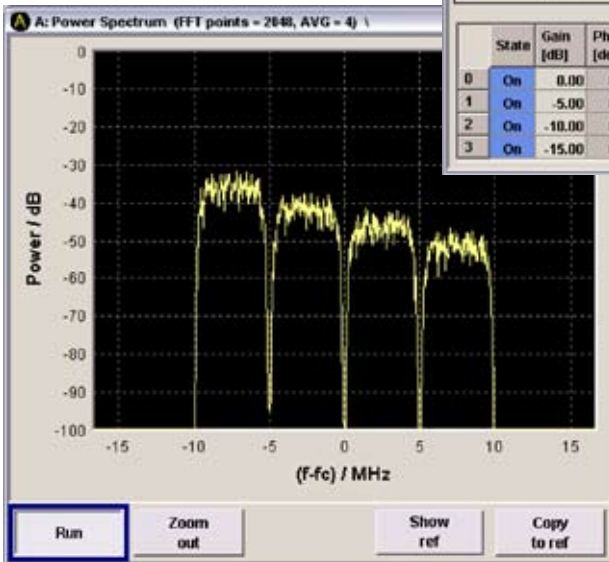 A: Power Spectrum (FFT points = 2048, AVG = 4) \
State Gain [dB]
0 On 0.00
1 On -5.00
2 On -10.00
3 On -15.00
Power / dB
0
-10
-20
-30
-40
-50
-60
-70
-80
-90
-100
-15 -10 -5 0 5 10 15
(f-fc) / MHz
Run Zoom out Show ref Copy to ref